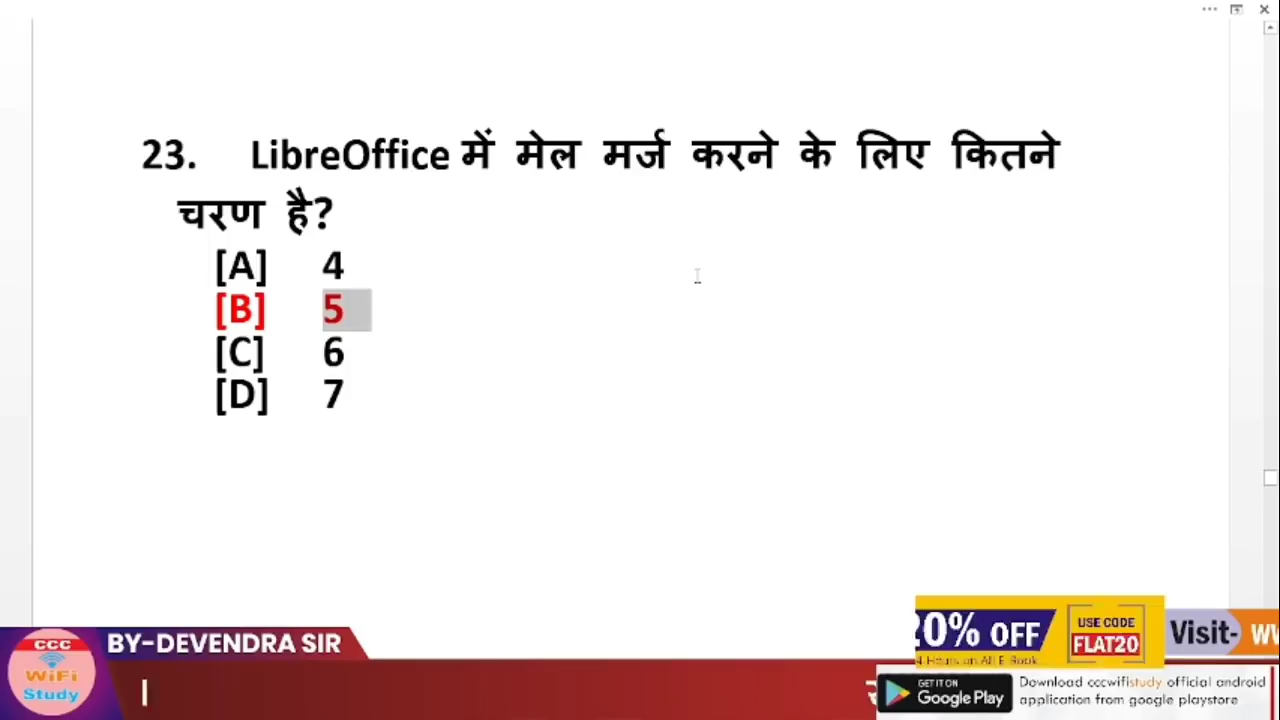 23. LibreOffice में मेल मर्ज करने के लिए कितने
चरण है?
[A] 4
[B] 5
[C] 6
[D] 7
BY-DEVENDRA SIR
CCC
WiFi
Study
20% OFF
USE CODE
FLAT20
Visit-
GET IT ON
Google Play
Download cccwifistudy official android
application from google playstore